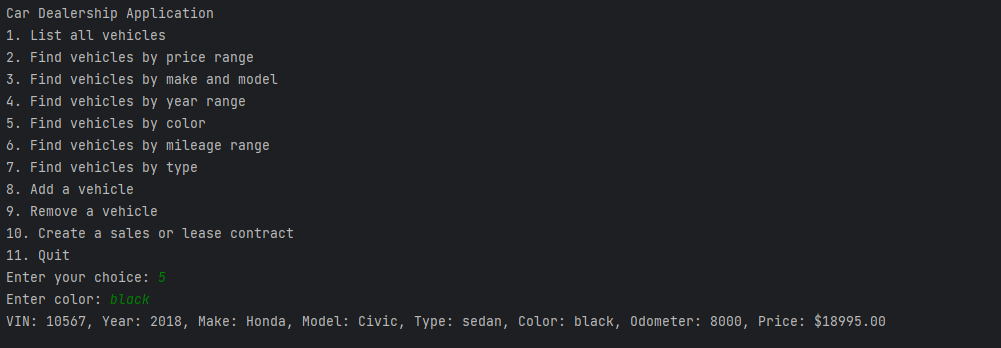 Car Dealership Application
1. List all vehicles
2. Find vehicles by price range
3. Find vehicles by make and model
4. Find vehicles by year range
5. Find vehicles by color
6. Find vehicles by mileage range
7. Find vehicles by type
8. Add a vehicle
9. Remove a vehicle
10. Create a sales or lease contract
11. Quit
Enter your choice: 5
Enter color: black
VIN: 10567, Year: 2018, Make: Honda, Model: Civic, Type: sedan, Color: black, Odometer: 8000, Price: $18995.00